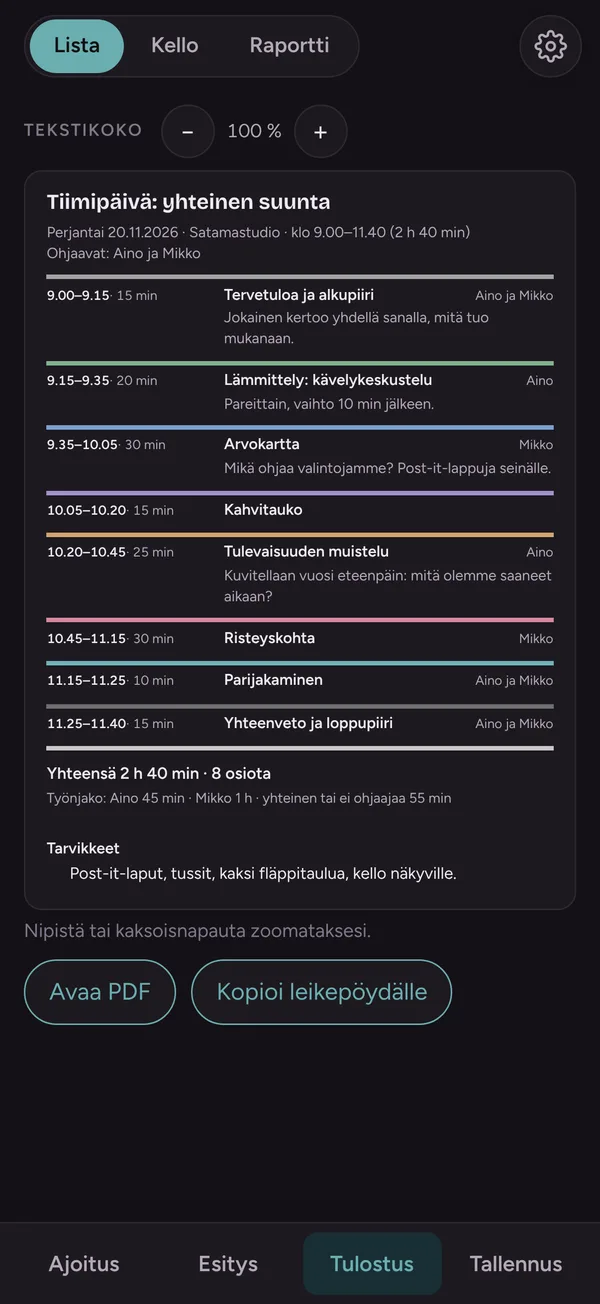 Lista Kello Raportti
TEKSTIKOKO − 100 % +
Tiimipäivä: yhteinen suunta
Perjantai 20.11.2026 · Satamastudio · klo 9.00–11.40 (2 h 40 min)
Ohjaavat: Aino ja Mikko
9.00–9.15 · 15 min Tervetuloa ja alkupiiri Aino ja Mikko
Jokainen kertoo yhdellä sanalla, mitä tuo
mukanaan.
9.15–9.35 · 20 min Lämmittely: kävelykeskustelu Aino
Pareittain, vaihto 10 min jälkeen.
9.35–10.05 · 30 min Arvokartta Mikko
Mikä ohjaa valintojamme? Post-it-lappuja seinälle.
10.05–10.20 · 15 min Kahvitauko
10.20–10.45 · 25 min Tulevaisuuden muistelu Aino
Kuvitellaan vuosi eteenpäin: mitä olemme saaneet
aikaan?
10.45–11.15 · 30 min Risteyskohta Mikko
11.15–11.25 · 10 min Parijakaminen Aino ja Mikko
11.25–11.40 · 15 min Yhteenveto ja loppupiiri Aino ja Mikko
Yhteensä 2 h 40 min · 8 osiota
Työnjako: Aino 45 min · Mikko 1 h · yhteinen tai ei ohjaajaa 55 min
Tarvikkeet
Post-it-laput, tussit, kaksi fläppitaulua, kello näkyville.
Nipistä tai kaksoisnapauta zoomataksesi.
Avaa PDF Kopioi leikepöydälle
Ajoitus Esitys Tulostus Tallennus